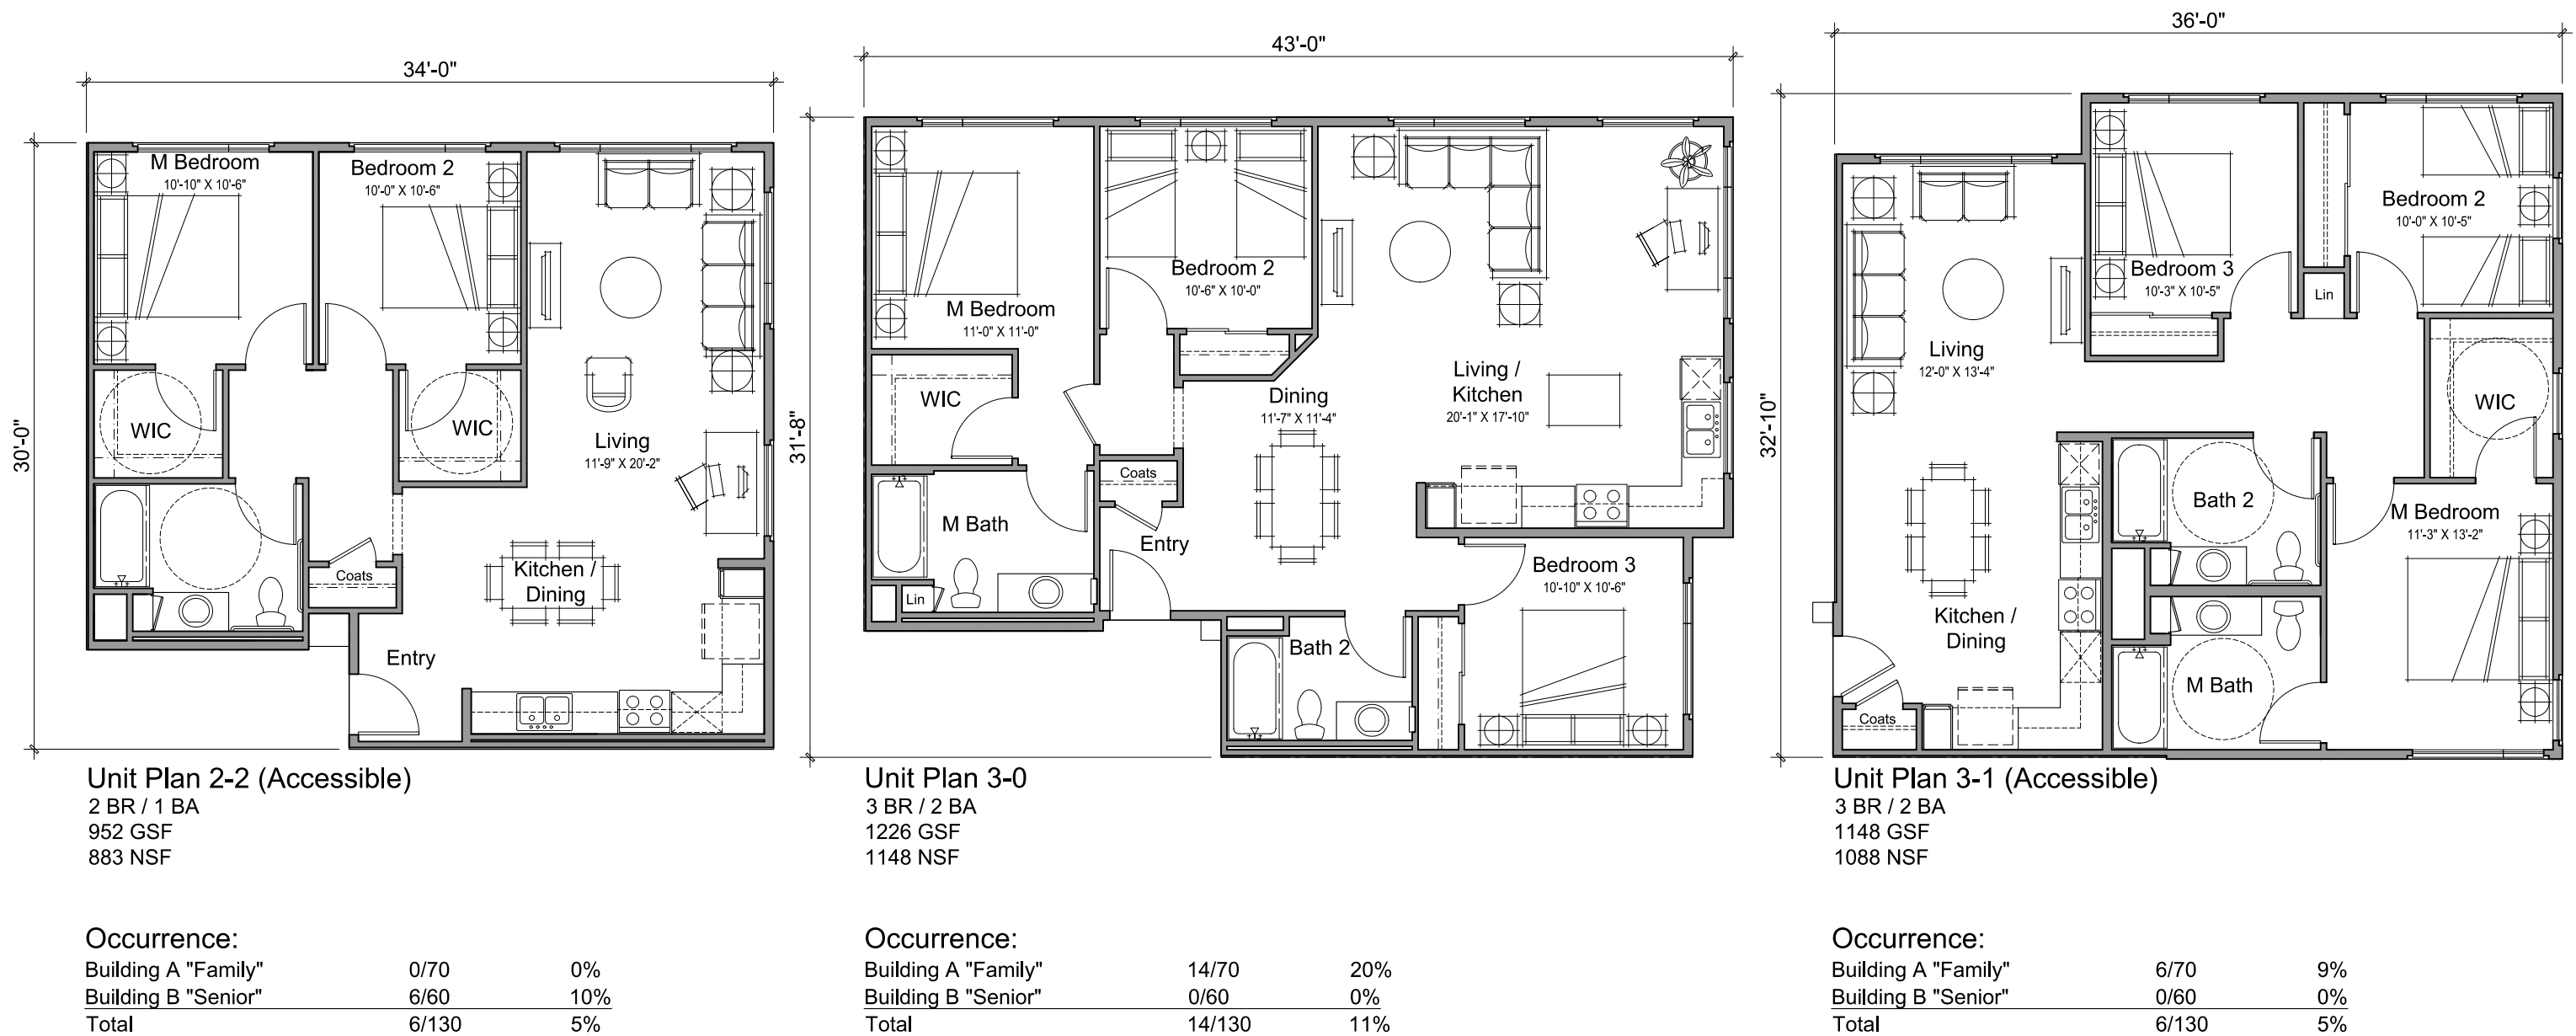 34'-0"
30'-0"
M Bedroom
10'-10" X 10'-6"
Bedroom 2
10'-0" X 10'-6"
WIC
WIC
Living
11'-9" X 20'-2"
Coats
Kitchen /
Dining
Entry
Unit Plan 2-2 (Accessible)
2 BR / 1 BA
952 GSF
883 NSF
Occurrence:
Building A "Family" 0/70 0%
Building B "Senior" 6/60 10%
Total 6/130 5%
43'-0"
31'-8"
Bedroom 2
10'-6" X 10'-0"
M Bedroom
11'-0" X 11'-0"
WIC
Dining
11'-7" X 11'-4"
Living /
Kitchen
20'-1" X 17'-10"
Coats
M Bath
Entry
Lin
Bedroom 3
10'-10" X 10'-6"
Bath 2
Unit Plan 3-0
3 BR / 2 BA
1226 GSF
1148 NSF
Occurrence:
Building A "Family" 14/70 20%
Building B "Senior" 0/60 0%
Total 14/130 11%
36'-0"
32'-10"
Bedroom 2
10'-0" X 10'-5"
Bedroom 3
10'-3" X 10'-5"
Lin
Living
12'-0" X 13'-4"
WIC
Bath 2
M Bedroom
11'-3" X 13'-2"
Kitchen /
Dining
M Bath
Coats
Unit Plan 3-1 (Accessible)
3 BR / 2 BA
1148 GSF
1088 NSF
Occurrence:
Building A "Family" 6/70 9%
Building B "Senior" 0/60 0%
Total 6/130 5%